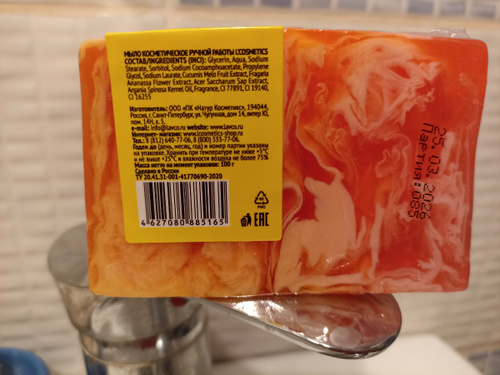 МЫЛО КОСМЕТИЧЕСКОЕ РУЧНОЙ РАБОТЫ L'COSMETICS
СОСТАВ/INGREDIENTS (INCI): Glycerin, Aqua, Sodium
Stearate, Sorbitol, Sodium Cocoamphoacetate, Propylene
Glycol, Sodium Laurate, Cucumis Melo Fruit Extract, Fragaria
Ananassa Flower Extract, Acer Saccharum Sap Extract,
Argania Spinosa Kernel Oil, Fragrance, CI 77891, CI 19140,
CI 16255
Изготовитель: ООО «ПК «Натур Косметикс», 194044,
Россия, г. Санкт-Петербург, ул. Чугунная, дом 14, литер Ю,
пом. 14Н, к. 5.
e-mail: info@lavco.ru website: www.lavco.ru
Интернет-магазин: www.icosmetics-shop.ru
Тел.: 8 (812) 640-77-06, 8 (800) 555-77-06.
Годен до (день, месяц, год) и номер партии указаны
на упаковке. Хранить при температуре не ниже +5°С
и не выше +25°С и влажности воздуха не более 75%
Масса нетто на момент упаковки: 100 г
Сделано в России
ТУ 20.41.31-001-41770690-2020
4 627080 885165
PVC
EAC
25.03.2026
Партия:085